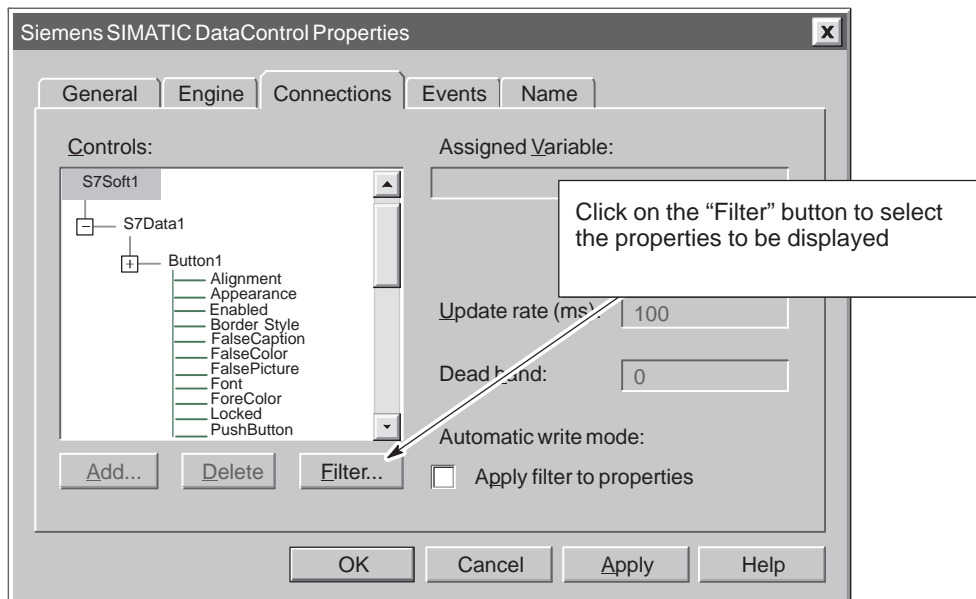 Siemens SIMATIC DataControl Properties
General Engine Connections Events Name
Controls:
Assigned Variable:
S7Soft1
S7Data1
Button1
Alignment
Appearance
Enabled
Border Style
FalseCaption
FalseColor
FalsePicture
Font
ForeColor
Locked
PushButton
Click on the “Filter” button to select
the properties to be displayed
Update rate (ms): 100
Dead band: 0
Automatic write mode:
Add... Delete Filter...
Apply filter to properties
OK Cancel Apply Help